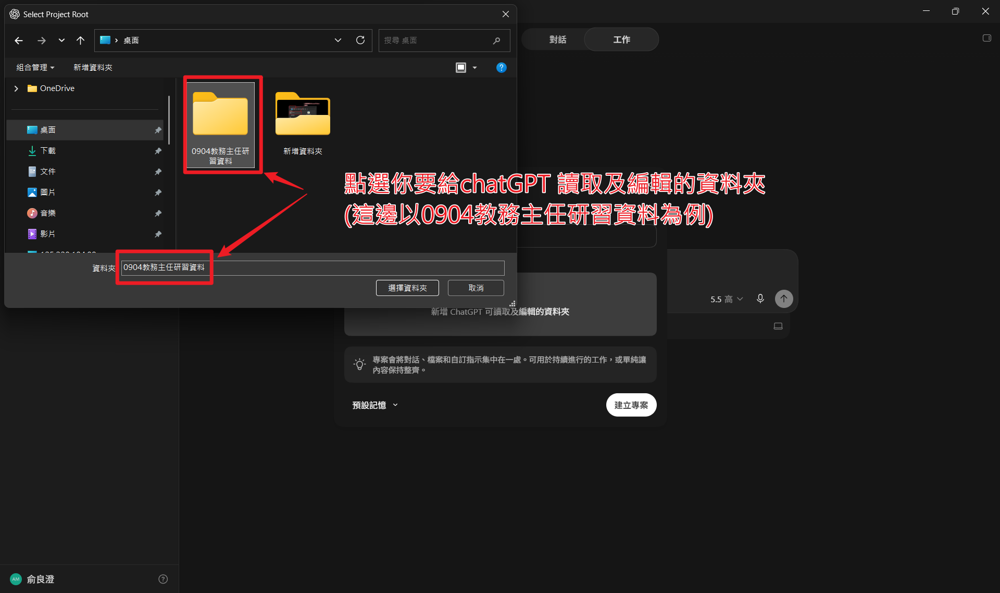 Select Project Root
桌面
搜尋 桌面
對話
工作
組合管理
新增資料夾
OneDrive
桌面
下載
文件
圖片
音樂
影片
0904教務主任研
習資料
新增資料夾
點選你要給chatGPT 讀取及編輯的資料夾
(這邊以0904教務主任研習資料為例)
資料夾
0904教務主任研習資料
選擇資料夾
取消
5.5 高
新增 ChatGPT 可讀取及編輯的資料夾
專案會將對話、檔案和自訂指示集中在一處。可用於持續進行的工作，或單純讓
內容保持整齊。
預設記憶
建立專案
AM
俞良澄